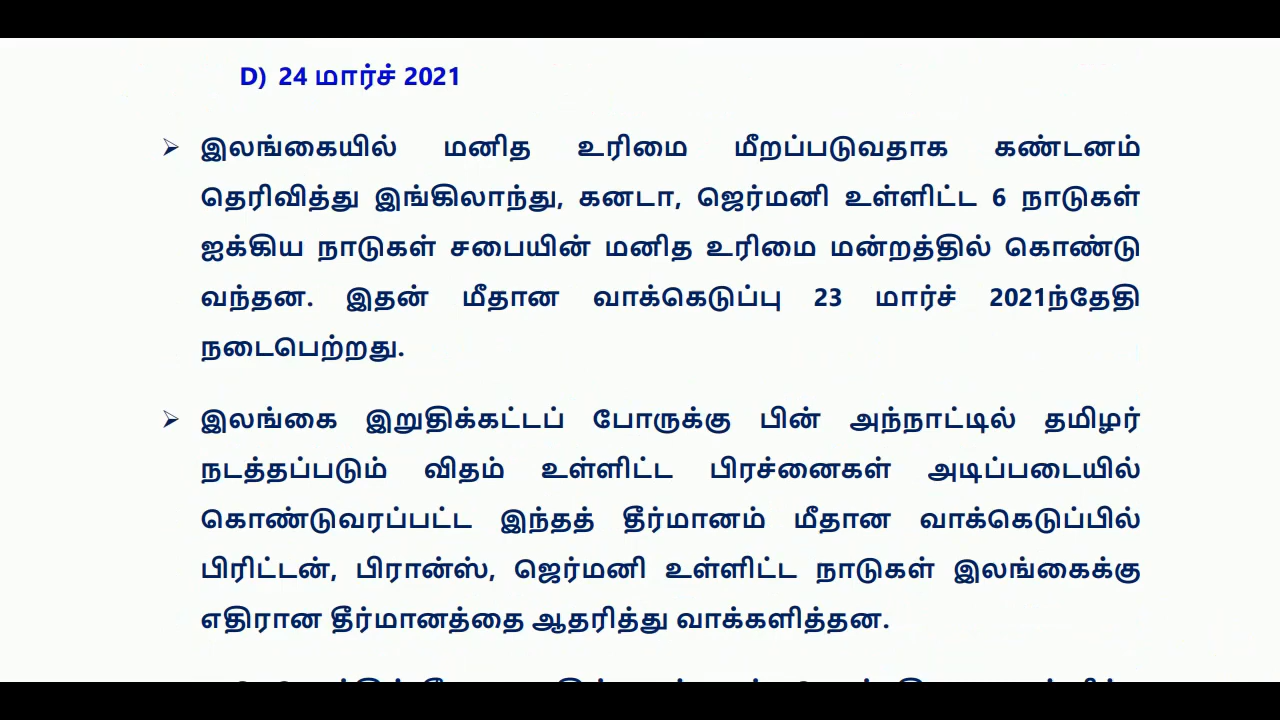 D) 24 மார்ச் 2021
➢ இலங்கையில் மனித உரிமை மீறப்படுவதாக கண்டனம்
தெரிவித்து இங்கிலாந்து, கனடா, ஜெர்மனி உள்ளிட்ட 6 நாடுகள்
ஐக்கிய நாடுகள் சபையின் மனித உரிமை மன்றத்தில் கொண்டு
வந்தன. இதன் மீதான வாக்கெடுப்பு 23 மார்ச் 2021ந்தேதி
நடைபெற்றது.
➢ இலங்கை இறுதிக்கட்டப் போருக்கு பின் அந்நாட்டில் தமிழர்
நடத்தப்படும் விதம் உள்ளிட்ட பிரச்னைகள் அடிப்படையில்
கொண்டுவரப்பட்ட இந்தத் தீர்மானம் மீதான வாக்கெடுப்பில்
பிரிட்டன், பிரான்ஸ், ஜெர்மனி உள்ளிட்ட நாடுகள் இலங்கைக்கு
எதிரான தீர்மானத்தை ஆதரித்து வாக்களித்தன.